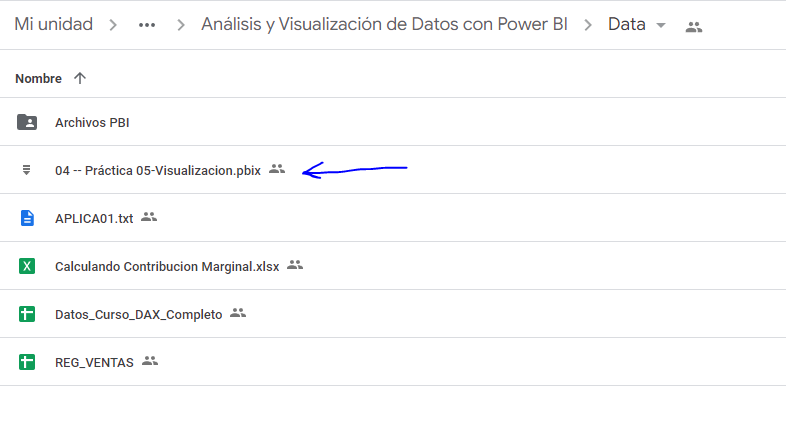 Mi unidad > ••• > Análisis y Visualización de Datos con Power BI > Data
Nombre
Archivos PBI
04 -- Práctica 05-Visualizacion.pbix
APLICA01.txt
Calculando Contribucion Marginal.xlsx
Datos_Curso_DAX_Completo
REG_VENTAS